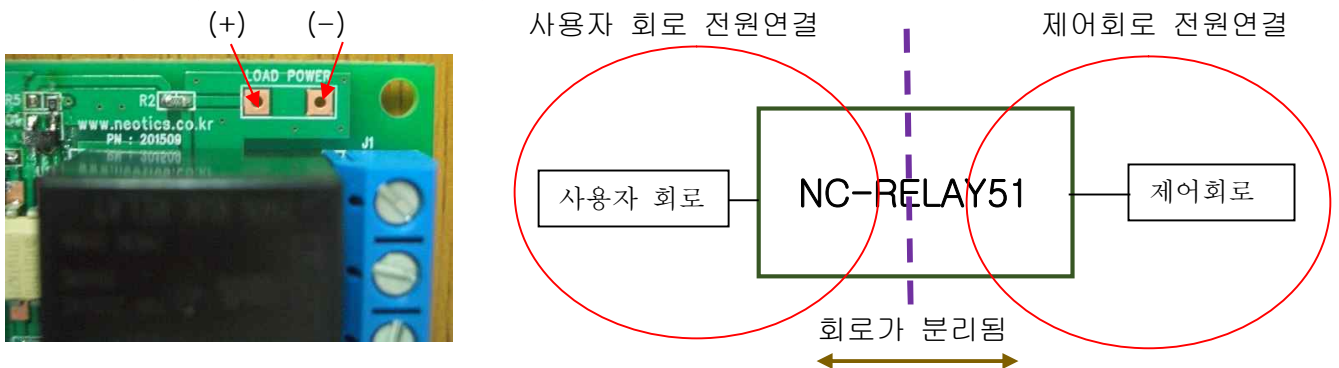 (+) (-)
LOAD POWER
R5
R2
www.neotics.co.kr
PN : 201509
J1
사용자 회로 전원연결
제어회로 전원연결
사용자 회로
NC-RELAY51
제어회로
회로가 분리됨